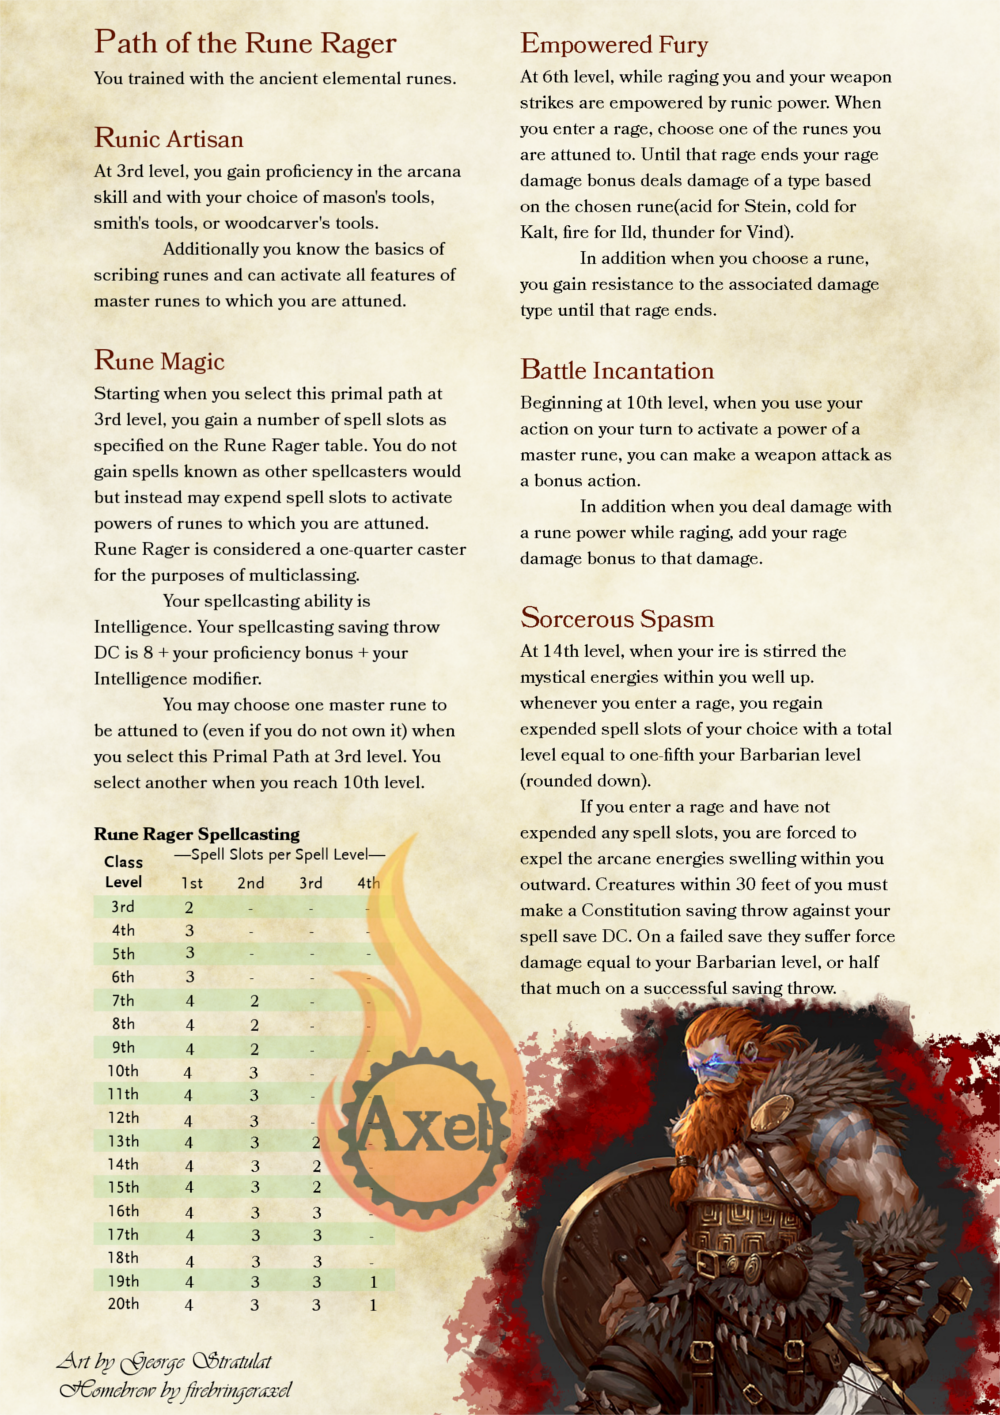 Path of the Rune Rager
You trained with the ancient elemental runes.
Runic Artisan
At 3rd level, you gain proficiency in the arcana
skill and with your choice of mason's tools,
smith's tools, or woodcarver's tools.
Additionally you know the basics of
scribing runes and can activate all features of
master runes to which you are attuned.
Rune Magic
Starting when you select this primal path at
3rd level, you gain a number of spell slots as
specified on the Rune Rager table. You do not
gain spells known as other spellcasters would
but instead may expend spell slots to activate
powers of runes to which you are attuned.
Rune Rager is considered a one-quarter caster
for the purposes of multiclassing.
Your spellcasting ability is
Intelligence. Your spellcasting saving throw
DC is 8 + your proficiency bonus + your
Intelligence modifier.
You may choose one master rune to
be attuned to (even if you do not own it) when
you select this Primal Path at 3rd level. You
select another when you reach 10th level.
Rune Rager Spellcasting
Class —Spell Slots per Spell Level—
Level 1st 2nd 3rd 4th
3rd 2 - - -
4th 3 - - -
5th 3 - - -
6th 3 - - -
7th 4 2 - -
8th 4 2 - -
9th 4 2 - -
10th 4 3 - -
11th 4 3 - -
12th 4 3 - -
13th 4 3 2 -
14th 4 3 2 -
15th 4 3 2 -
16th 4 3 3 -
17th 4 3 3 -
18th 4 3 3 -
19th 4 3 3 1
20th 4 3 3 1
Axel
Art by George Stratulat
Homebrew by firebringeraxel
Empowered Fury
At 6th level, while raging you and your weapon
strikes are empowered by runic power. When
you enter a rage, choose one of the runes you
are attuned to. Until that rage ends your rage
damage bonus deals damage of a type based
on the chosen rune(acid for Stein, cold for
Kalt, fire for Ild, thunder for Vind).
In addition when you choose a rune,
you gain resistance to the associated damage
type until that rage ends.
Battle Incantation
Beginning at 10th level, when you use your
action on your turn to activate a power of a
master rune, you can make a weapon attack as
a bonus action.
In addition when you deal damage with
a rune power while raging, add your rage
damage bonus to that damage.
Sorcerous Spasm
At 14th level, when your ire is stirred the
mystical energies within you well up.
whenever you enter a rage, you regain
expended spell slots of your choice with a total
level equal to one-fifth your Barbarian level
(rounded down).
If you enter a rage and have not
expended any spell slots, you are forced to
expel the arcane energies swelling within you
outward. Creatures within 30 feet of you must
make a Constitution saving throw against your
spell save DC. On a failed save they suffer force
damage equal to your Barbarian level, or half
that much on a successful saving throw.